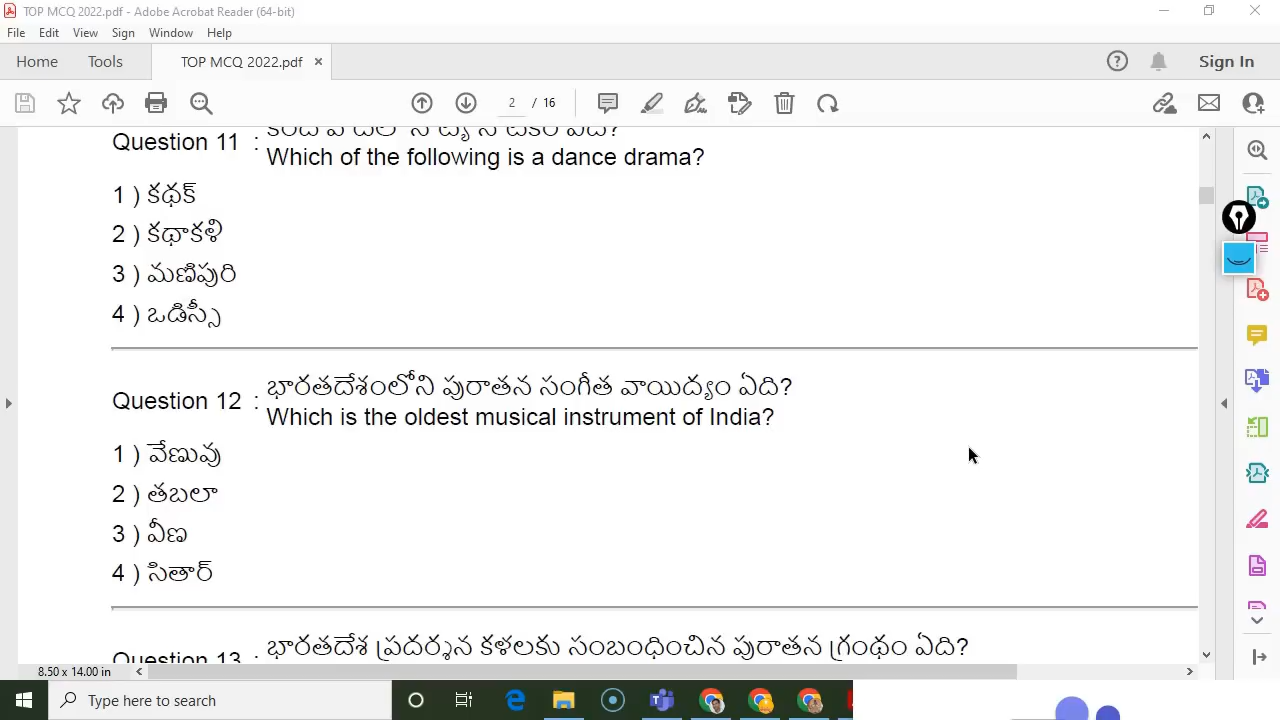 TOP MCQ 2022.pdf - Adobe Acrobat Reader (64-bit)
File Edit View Sign Window Help
Home Tools TOP MCQ 2022.pdf × Sign In
2 / 16
Question 11 :
Which of the following is a dance drama?
1 ) కథక్
2 ) కథాకళి
3 ) మణిపురి
4 ) ఒడిస్సీ
భారతదేశంలోని పురాతన సంగీత వాయిద్యం ఏది?
Question 12 :
Which is the oldest musical instrument of India?
1 ) వేణువు
2 ) తబలా
3 ) వీణ
4 ) సితార్
భారతదేశ ప్రదర్శన కళలకు సంబంధించిన పురాతన గ్రంథం ఏది?
Question 13 :
8.50 x 14.00 in
Type here to search